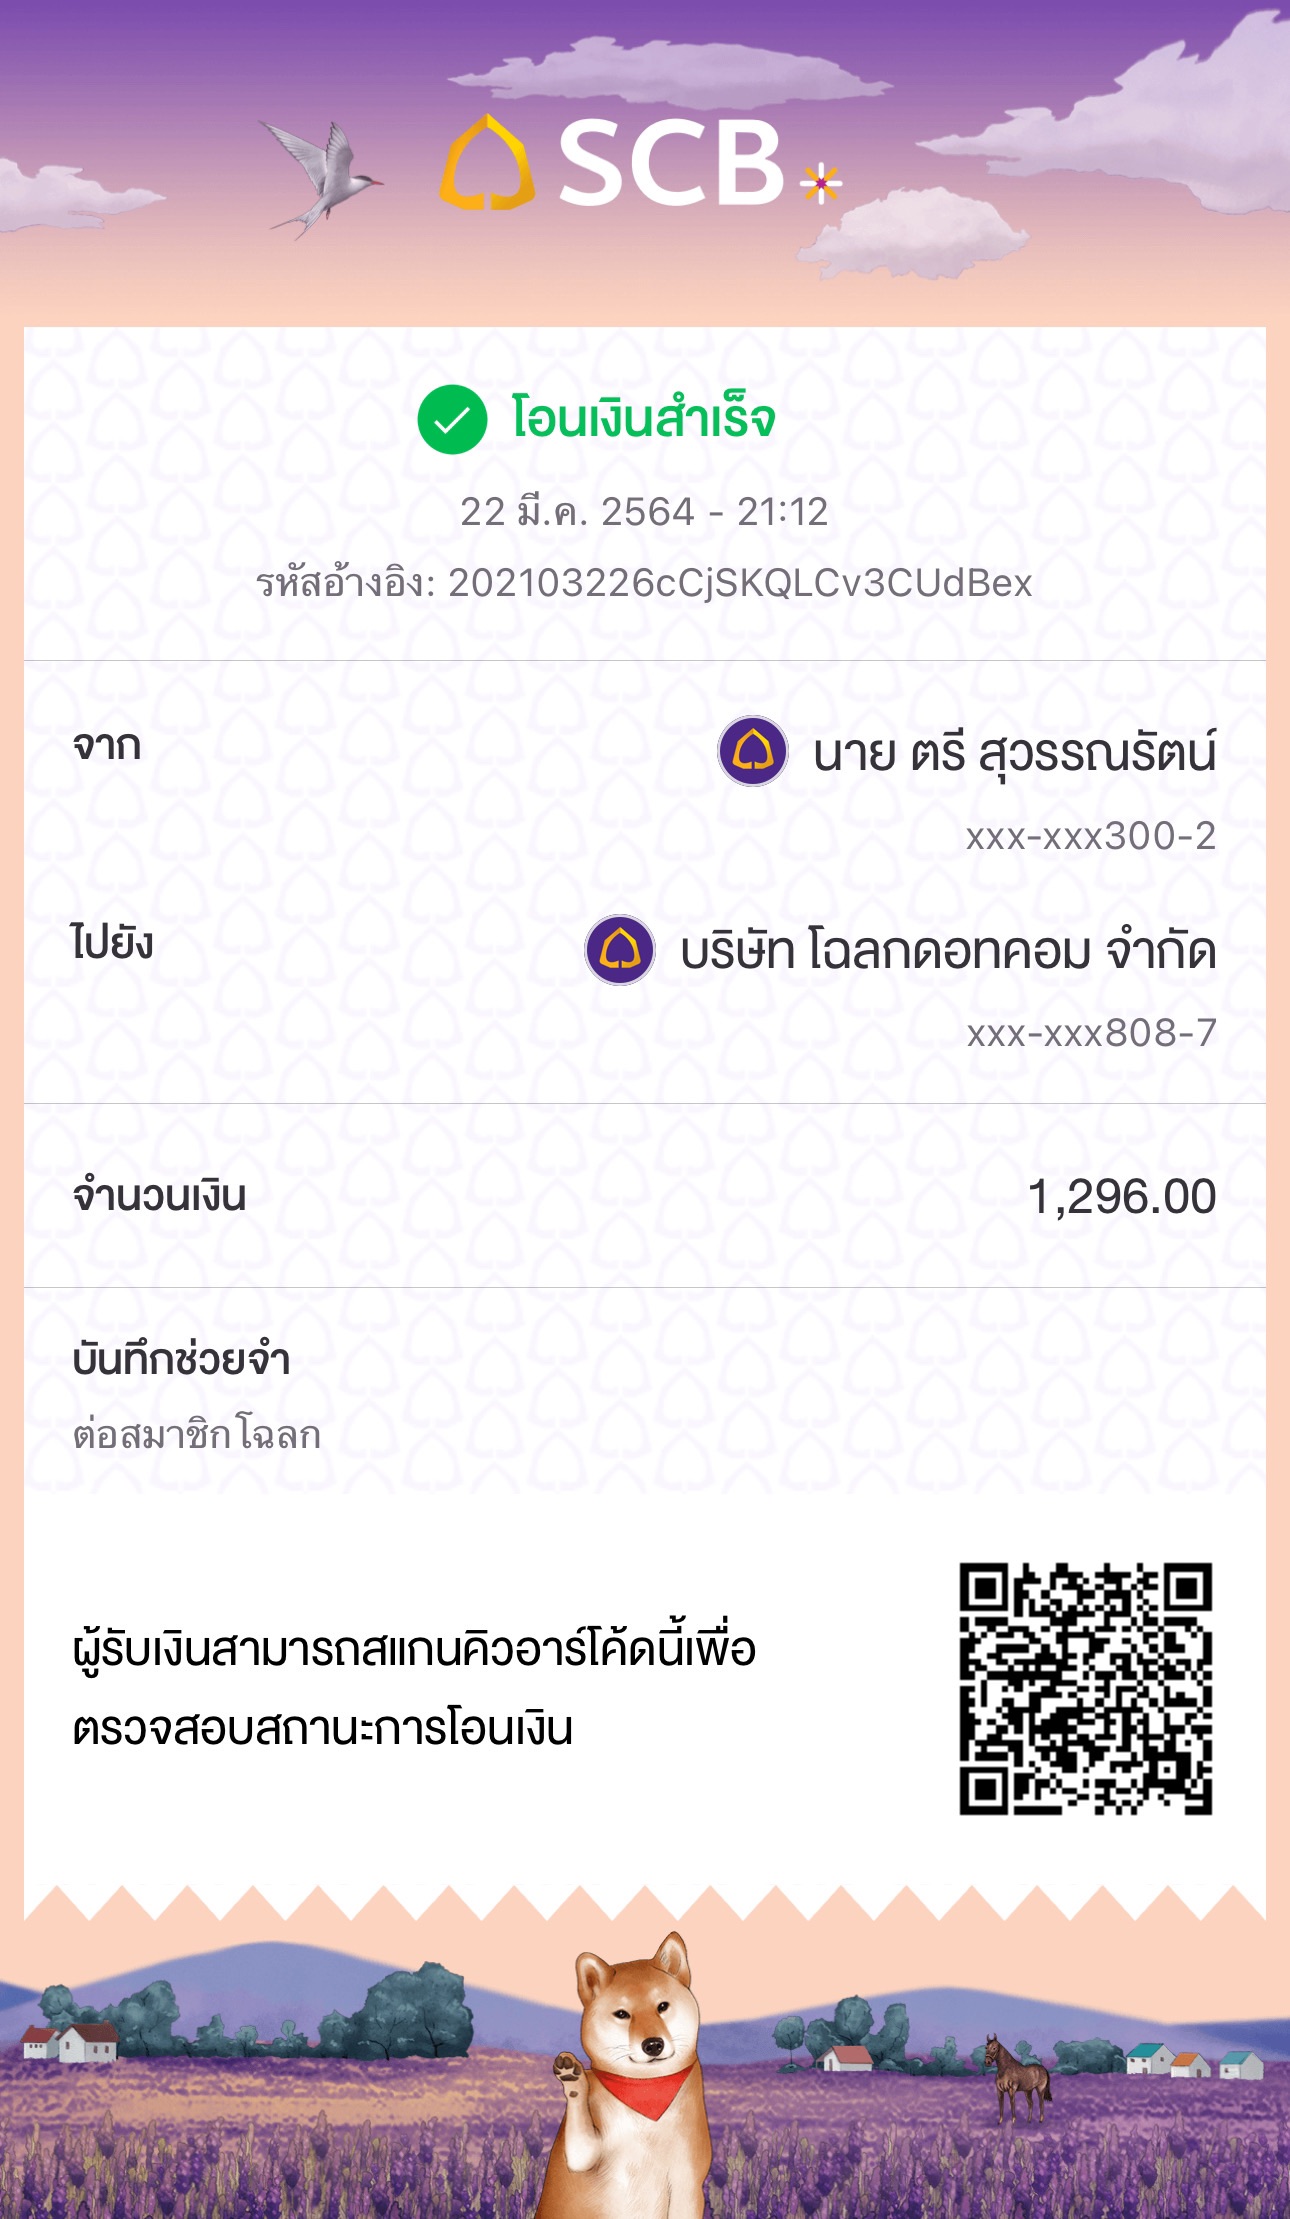 SCB
โอนเงินสำเร็จ
22 มี.ค. 2564 - 21:12
รหัสอ้างอิง: 202103226cCjSKQLCv3CUdBex
จาก
นาย ตรี สุวรรณรัตน์
xxx-xxx300-2
ไปยัง
บริษัท โฉลกดอทคอม จำกัด
xxx-xxx808-7
จำนวนเงิน
1,296.00
บันทึกช่วยจำ
ต่อสมาชิกโฉลก
ผู้รับเงินสามารถสแกนคิวอาร์โค้ดนี้เพื่อ
ตรวจสอบสถานะการโอนเงิน